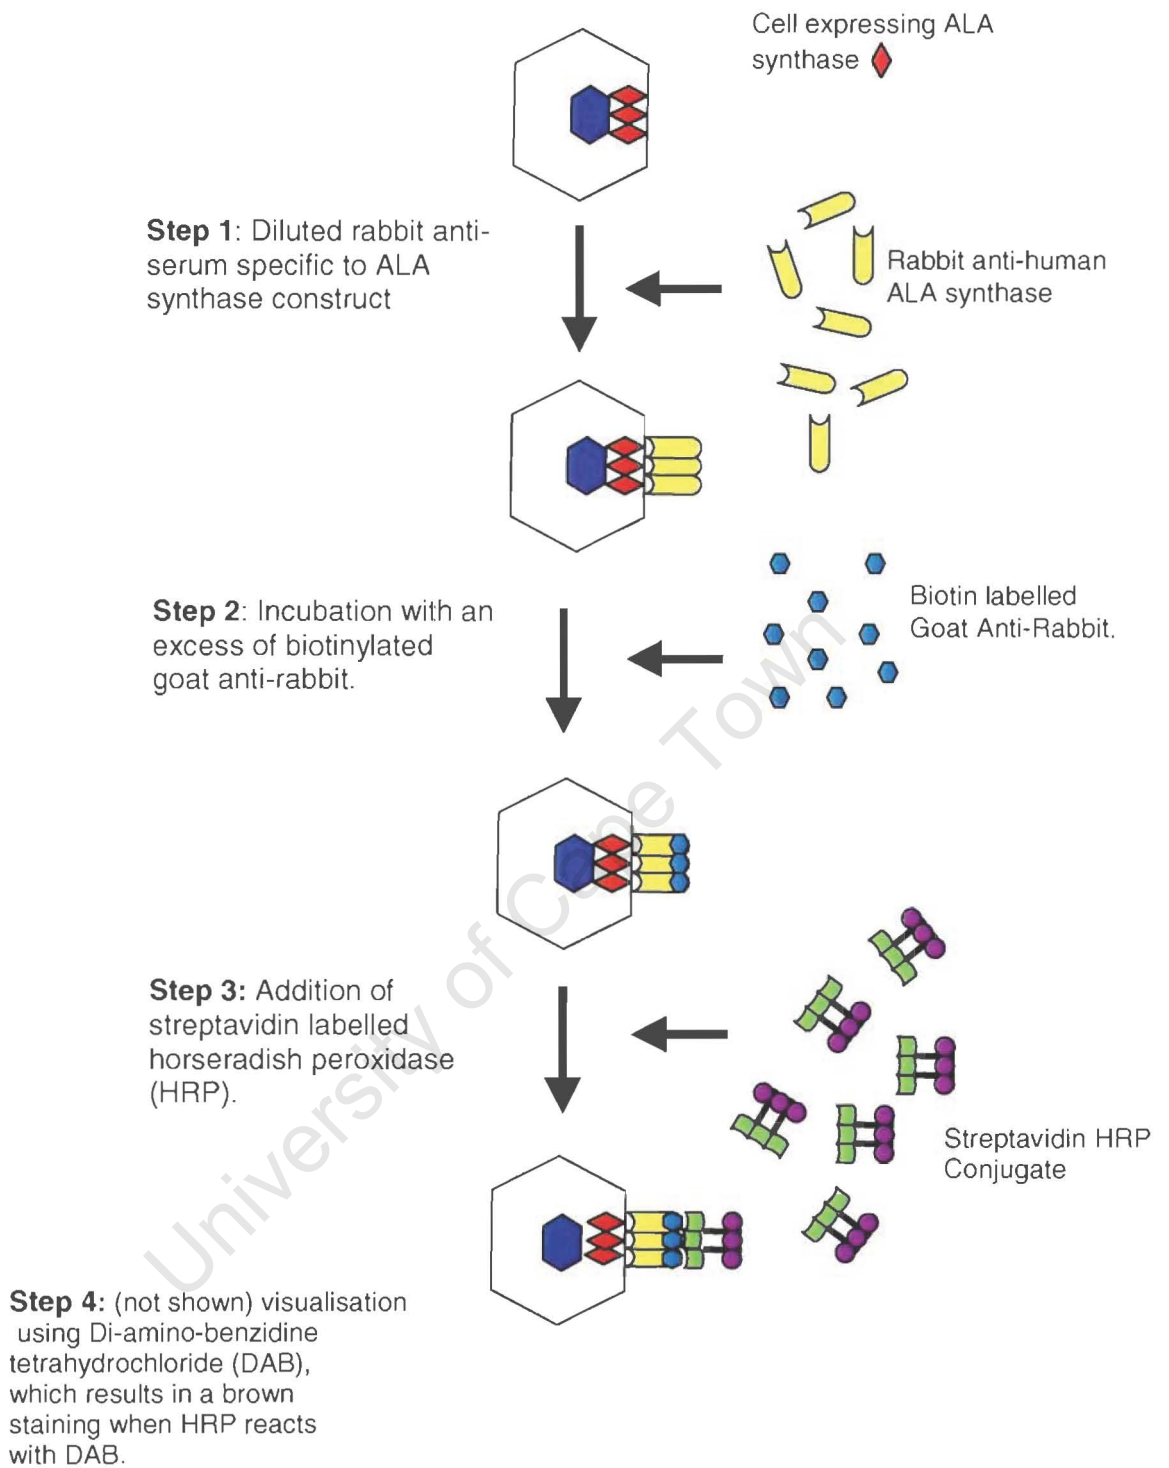 Cell expressing ALA
synthase
Step 1: Diluted rabbit anti-
serum specific to ALA
synthase construct
Rabbit anti-human
ALA synthase
Step 2: Incubation with an
excess of biotinylated
goat anti-rabbit.
Biotin labelled
Goat Anti-Rabbit.
Step 3: Addition of
streptavidin labelled
horseradish peroxidase
(HRP).
Streptavidin HRP
Conjugate
Step 4: (not shown) visualisation
using Di-amino-benzidine
tetrahydrochloride (DAB),
which results in a brown
staining when HRP reacts
with DAB.
University of Cape Town